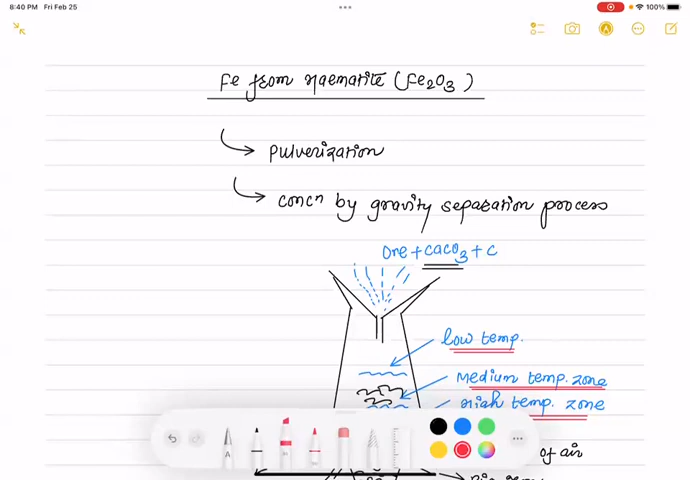 8:40 PM Fri Feb 25
100%
Fe from Haematite (Fe2O3)
Pulverization
concn by gravity separation process
Ore + CaCO3 + C
low temp.
Medium temp. zone
High temp. zone
of air
A